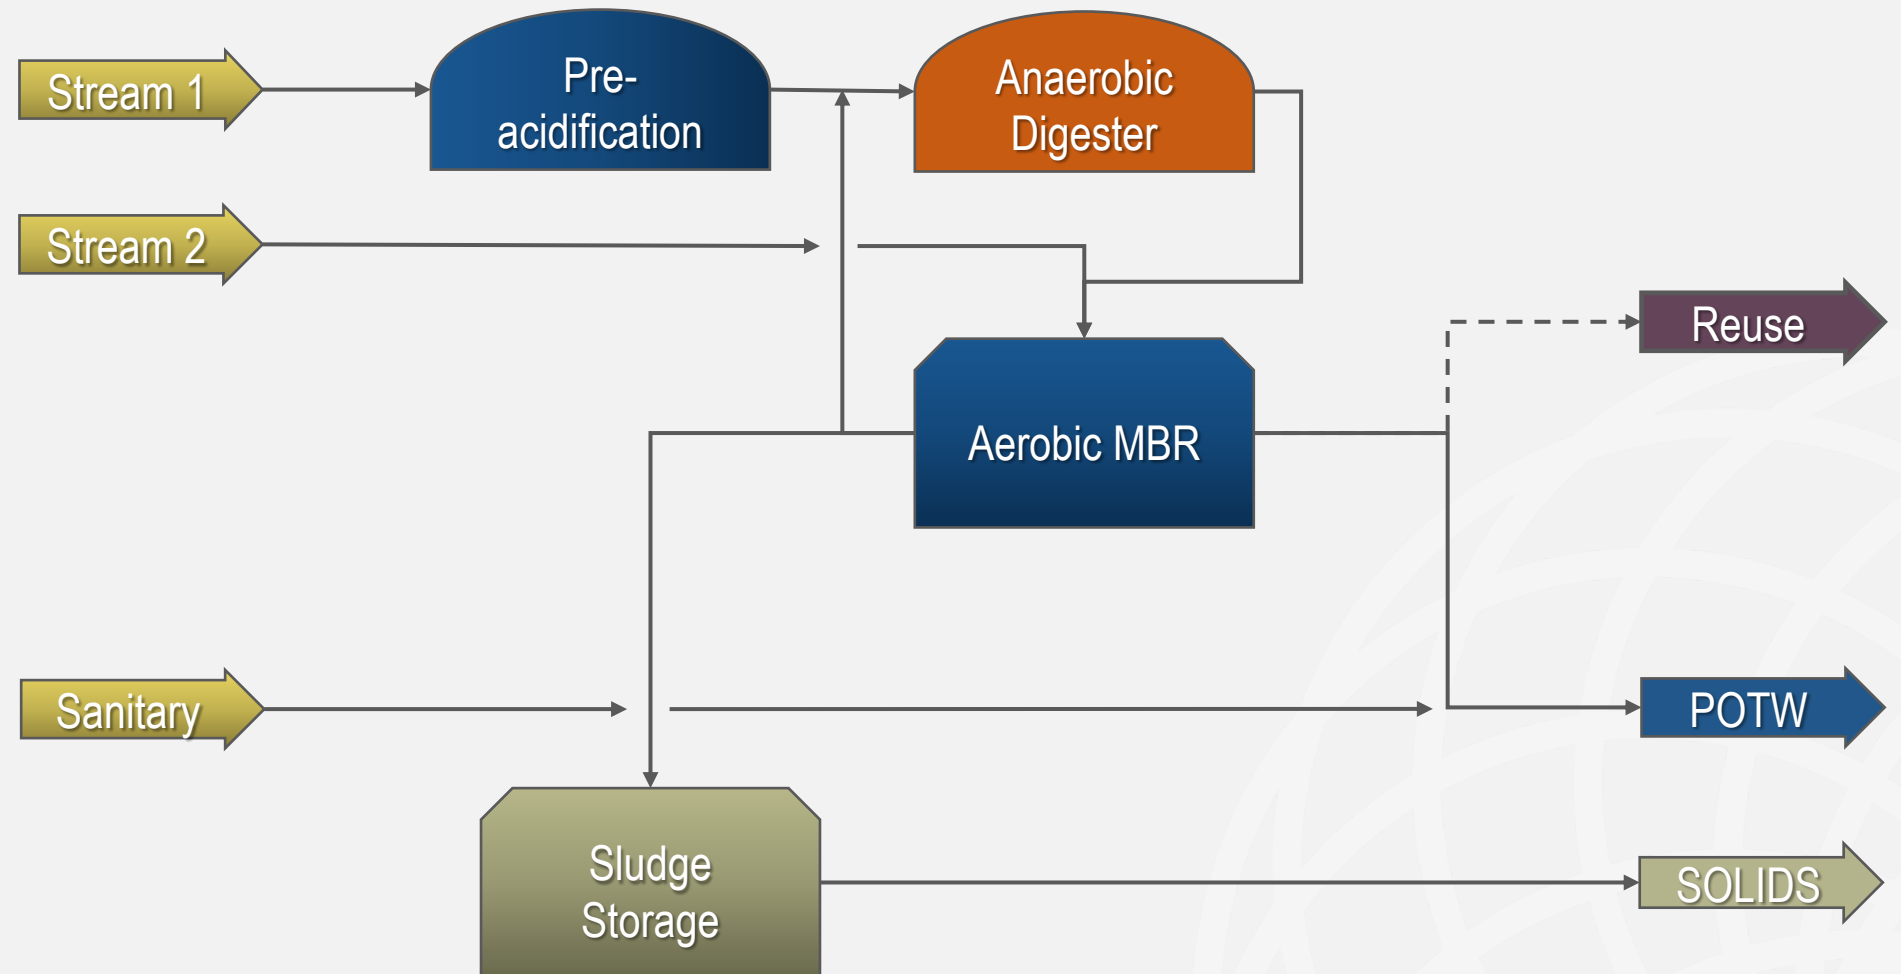 Stream 1
Pre-
acidification
Anaerobic
Digester
Stream 2
Reuse
Aerobic MBR
Sanitary
POTW
Sludge
Storage
SOLIDS